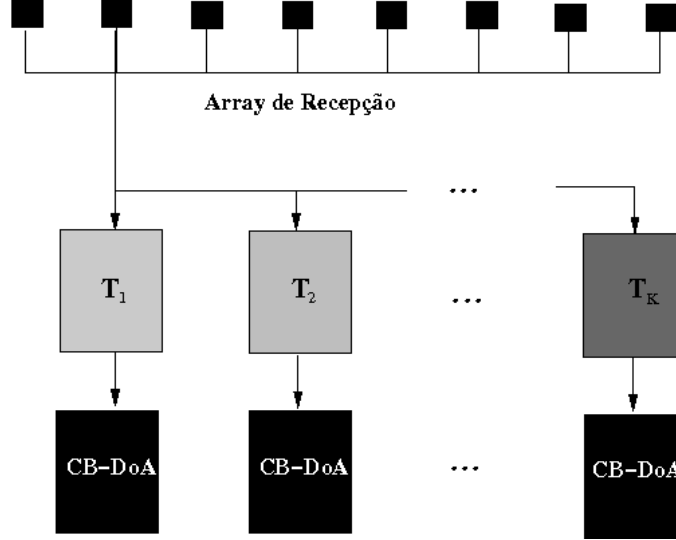 Array de Recepção
...
T1 T2 ... TK
CB-DoA CB-DoA ... CB-DoA